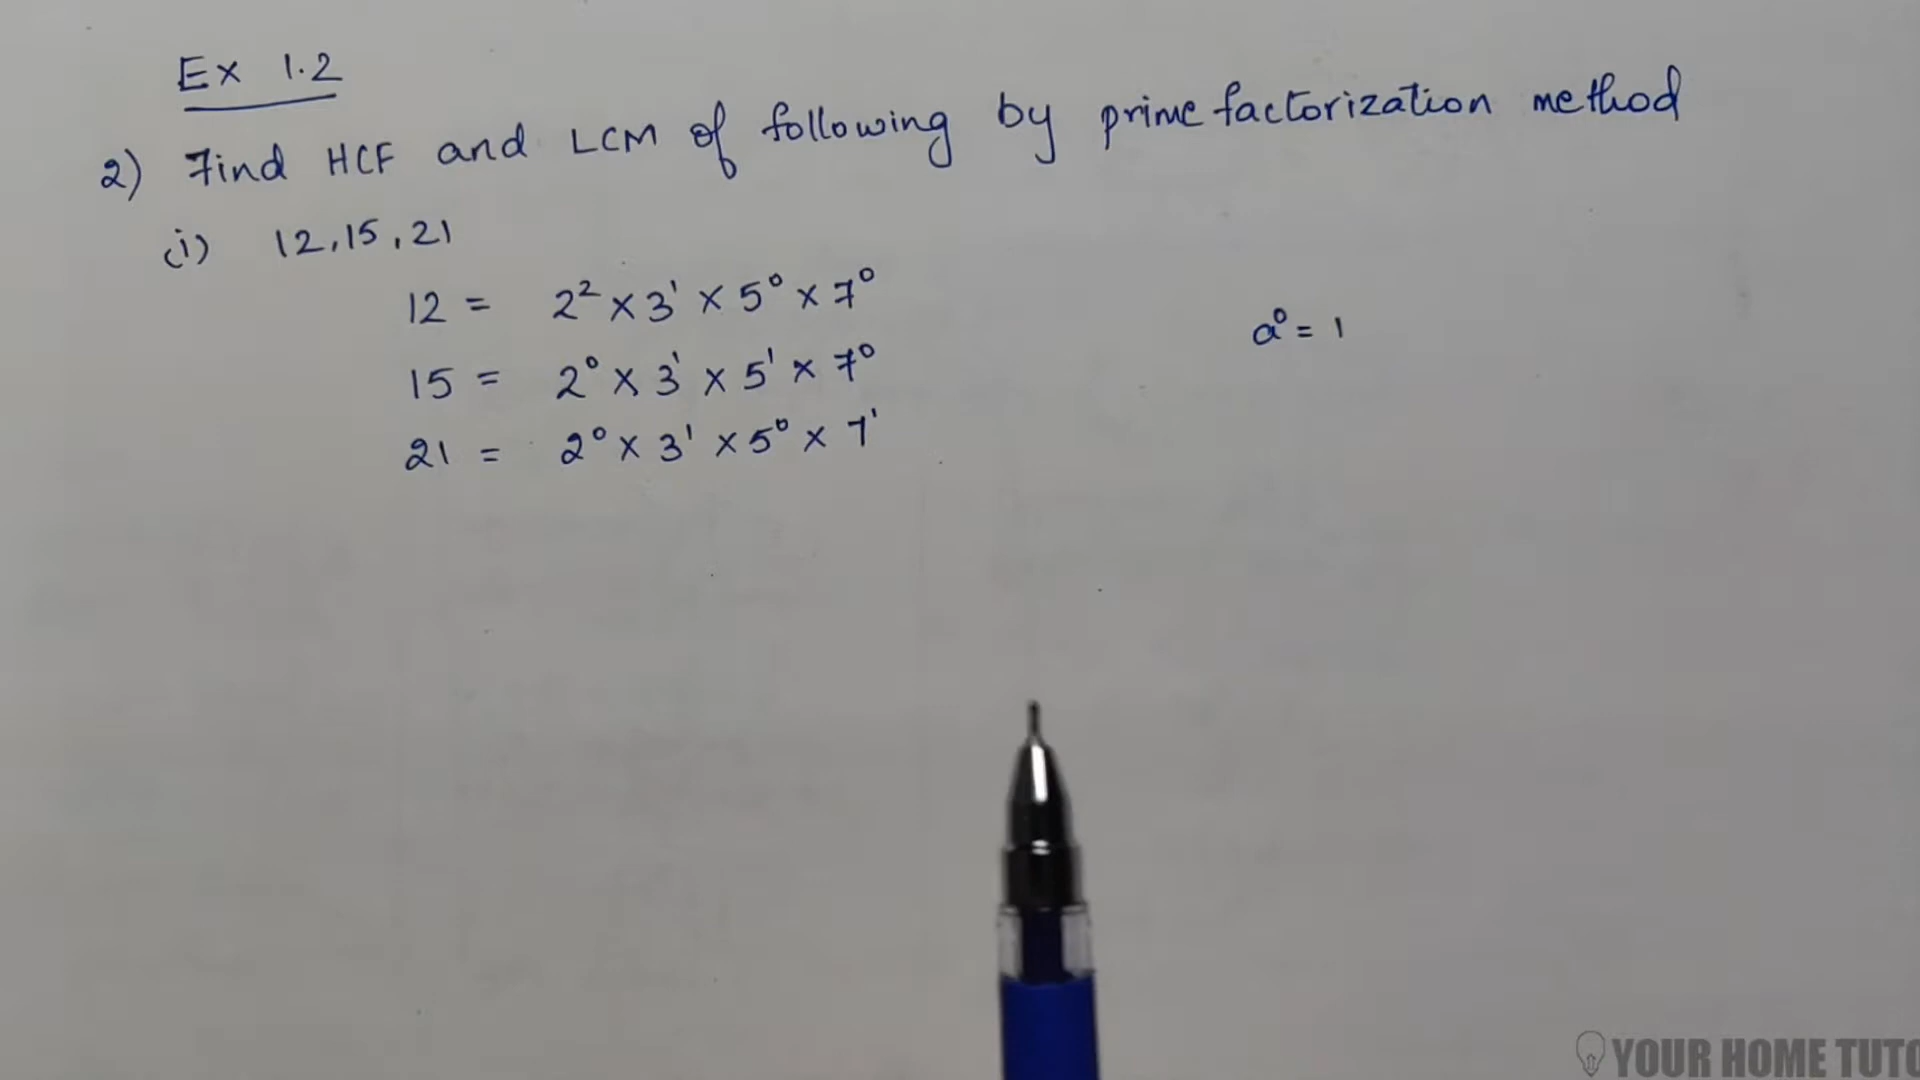 Ex 1.2
2) Find HCF and LCM of following by prime factorization method
(i) 12, 15, 21
12 = 2² × 3¹ × 5⁰ × 7⁰
a⁰ = 1
15 = 2⁰ × 3¹ × 5¹ × 7⁰
21 = 2⁰ × 3¹ × 5⁰ × 7¹
YOUR HOME TUTO